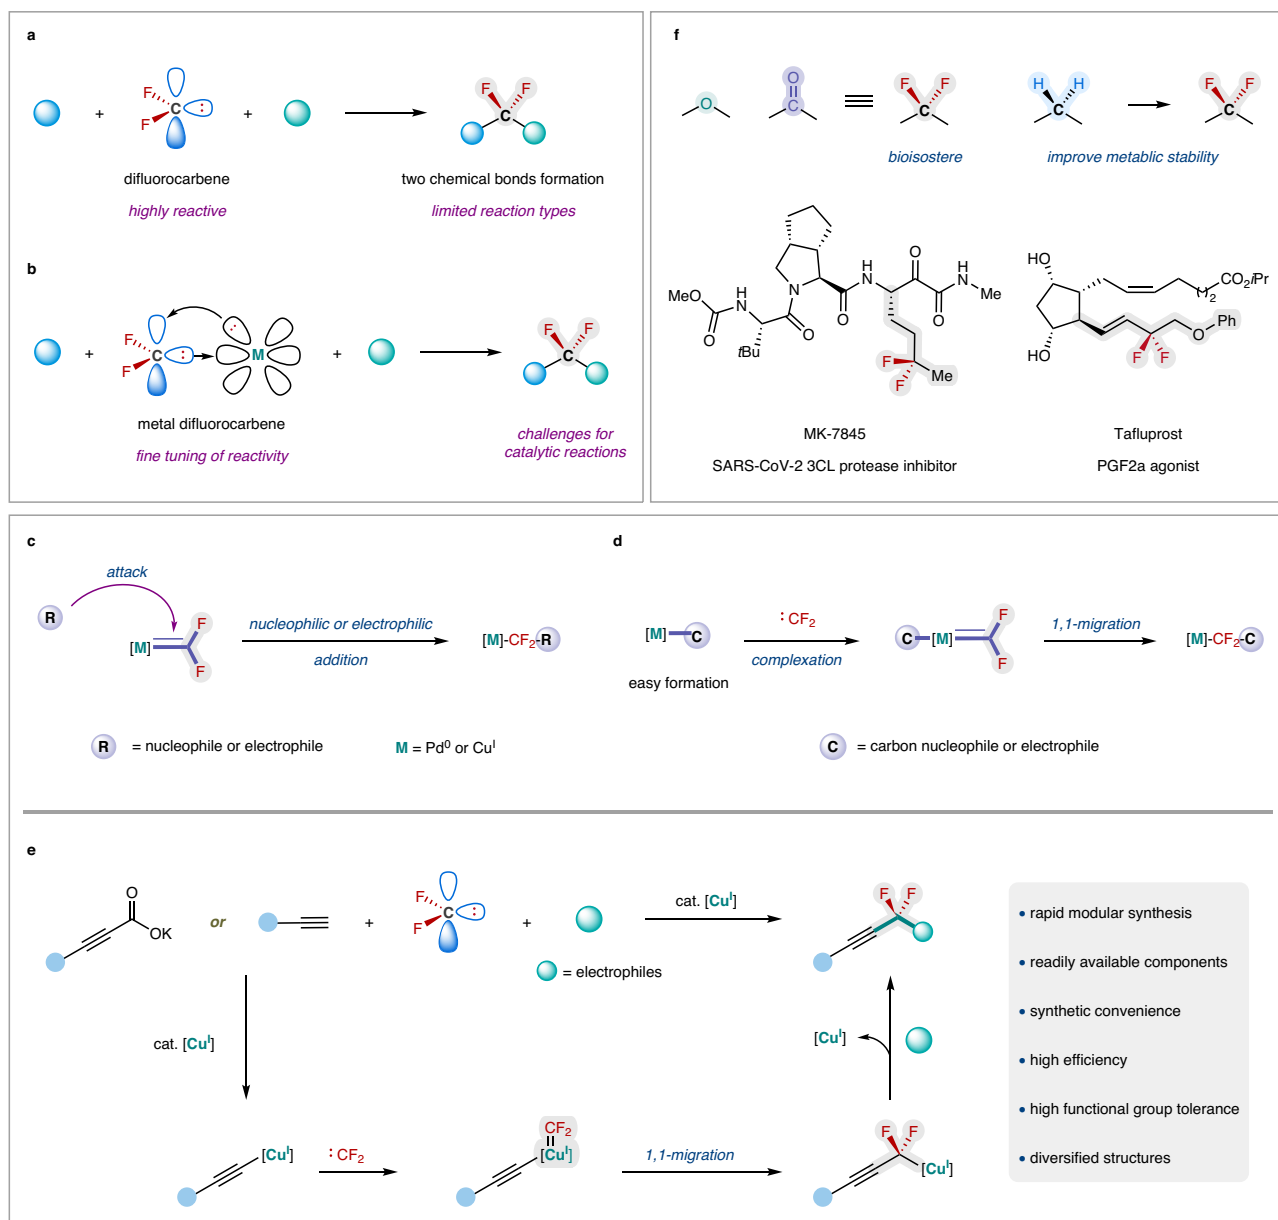 a
F
F
C
:
+
+
F
F
C
difluorocarbene
two chemical bonds formation
highly reactive
limited reaction types
b
F
F
C
:
:
M
+
+
F
F
C
metal difluorocarbene
fine tuning of reactivity
challenges for
catalytic reactions
f
O
O
C
F
F
C
H
H
C
F
F
C
bioisostere
improve metablic stability
MeO
O
H
N
tBu
O
N
O
H
N
O
O
H
N
Me
F
F
Me
HO
HO
CO2iPr
( )2
O
Ph
F
F
MK-7845
Tafluprost
SARS-CoV-2 3CL protease inhibitor
PGF2a agonist
c
attack
R
[M]
F
F
nucleophilic or electrophilic
addition
[M]-CF2-R
R = nucleophile or electrophile
M = Pd0 or CuI
d
[M] C
easy formation
:CF2
complexation
C [M]
F
F
1,1-migration
[M]-CF2-C
C = carbon nucleophile or electrophile
e
O
OK
or
+
F
F
C
:
+
cat. [CuI]
F
F
C
= electrophiles
cat. [CuI]
[CuI]
[CuI]
:CF2
CF2
[CuI]
1,1-migration
F
F
C
[CuI]
• rapid modular synthesis
• readily available components
• synthetic convenience
• high efficiency
• high functional group tolerance
• diversified structures